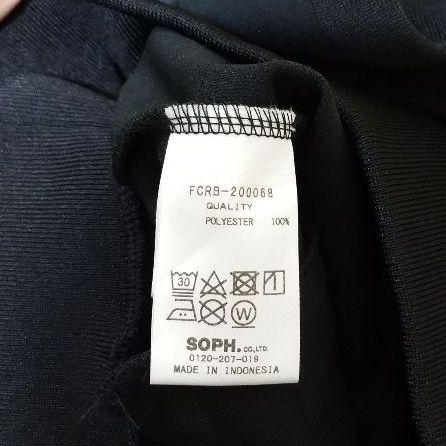 FCRB-200068
QUALITY
POLYESTER 100%
30
W
SOPH.CO.,LTD.
0120-207-019
MADE IN INDONESIA